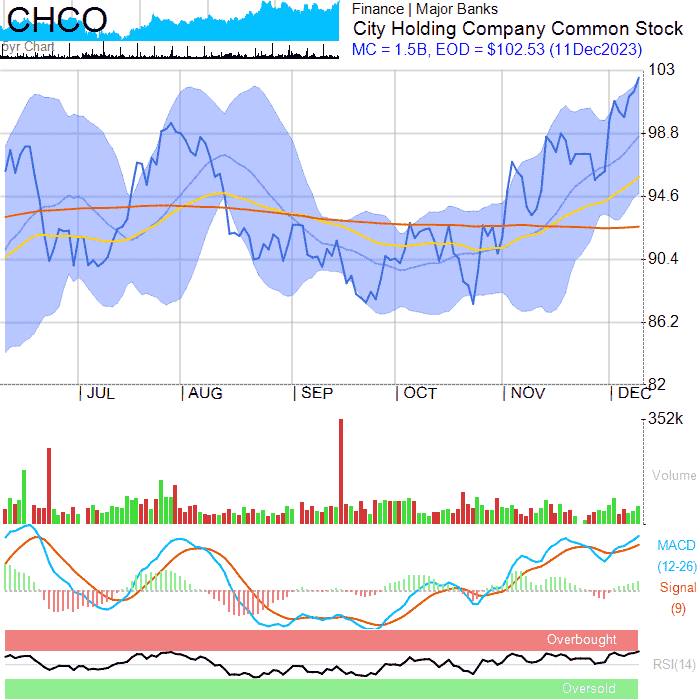 CHCO
Finance | Major Banks
City Holding Company Common Stock
MC = 1.5B, EOD = $102.53 (11Dec2023)
5yr Chart
103
98.8
94.6
90.4
86.2
82
| JUL | AUG | SEP | OCT | NOV | DEC
352k
Volume
MACD
(12-26)
Signal
(9)
Overbought
RSI(14)
Oversold